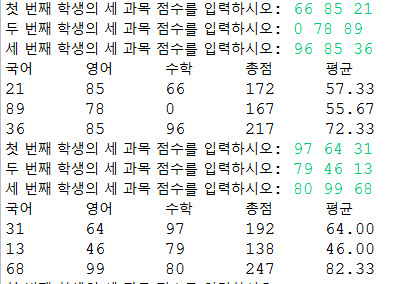 첫 번째 학생의 세 과목 점수를 입력하시오: 66 85 21
두 번째 학생의 세 과목 점수를 입력하시오: 0 78 89
세 번째 학생의 세 과목 점수를 입력하시오: 96 85 36
국어 영어 수학 총점 평균
21 85 66 172 57.33
89 78 0 167 55.67
36 85 96 217 72.33
첫 번째 학생의 세 과목 점수를 입력하시오: 97 64 31
두 번째 학생의 세 과목 점수를 입력하시오: 79 46 13
세 번째 학생의 세 과목 점수를 입력하시오: 80 99 68
국어 영어 수학 총점 평균
31 64 97 192 64.00
13 46 79 138 46.00
68 99 80 247 82.33